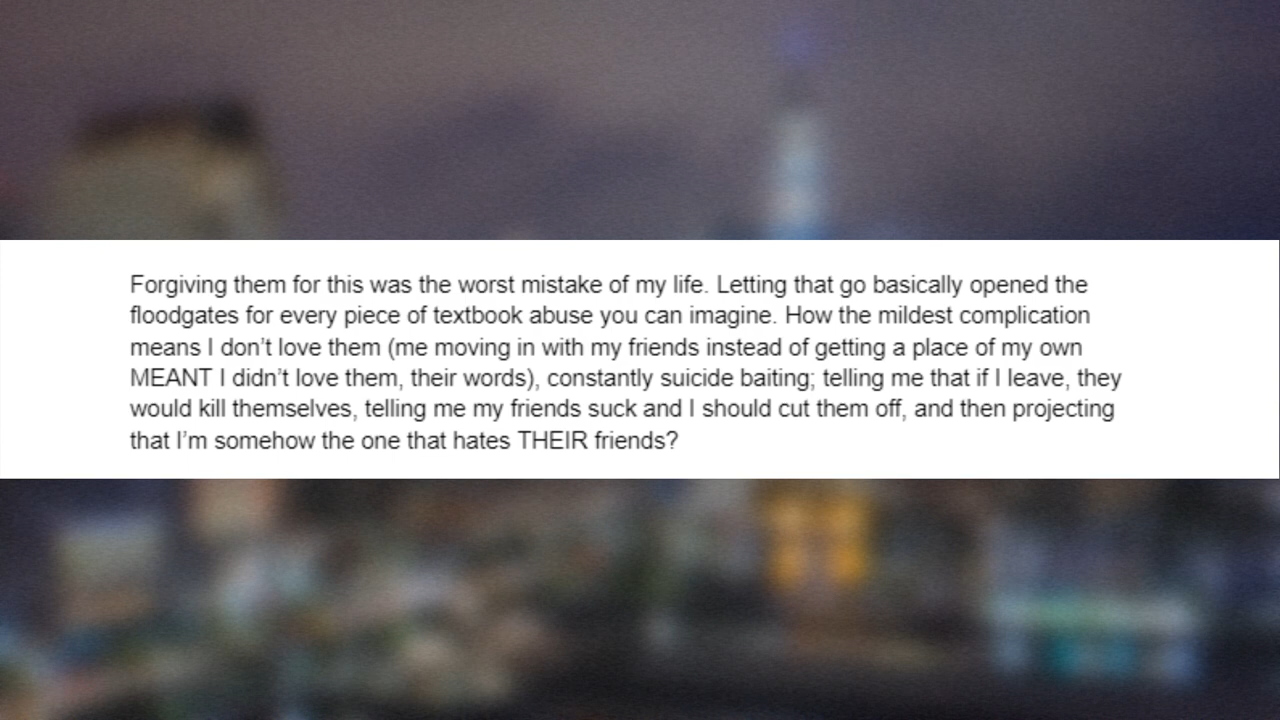 Forgiving them for this was the worst mistake of my life. Letting that go basically opened the
floodgates for every piece of textbook abuse you can imagine. How the mildest complication
means I don’t love them (me moving in with my friends instead of getting a place of my own
MEANT I didn’t love them, their words), constantly suicide baiting; telling me that if I leave, they
would kill themselves, telling me my friends suck and I should cut them off, and then projecting
that I’m somehow the one that hates THEIR friends?